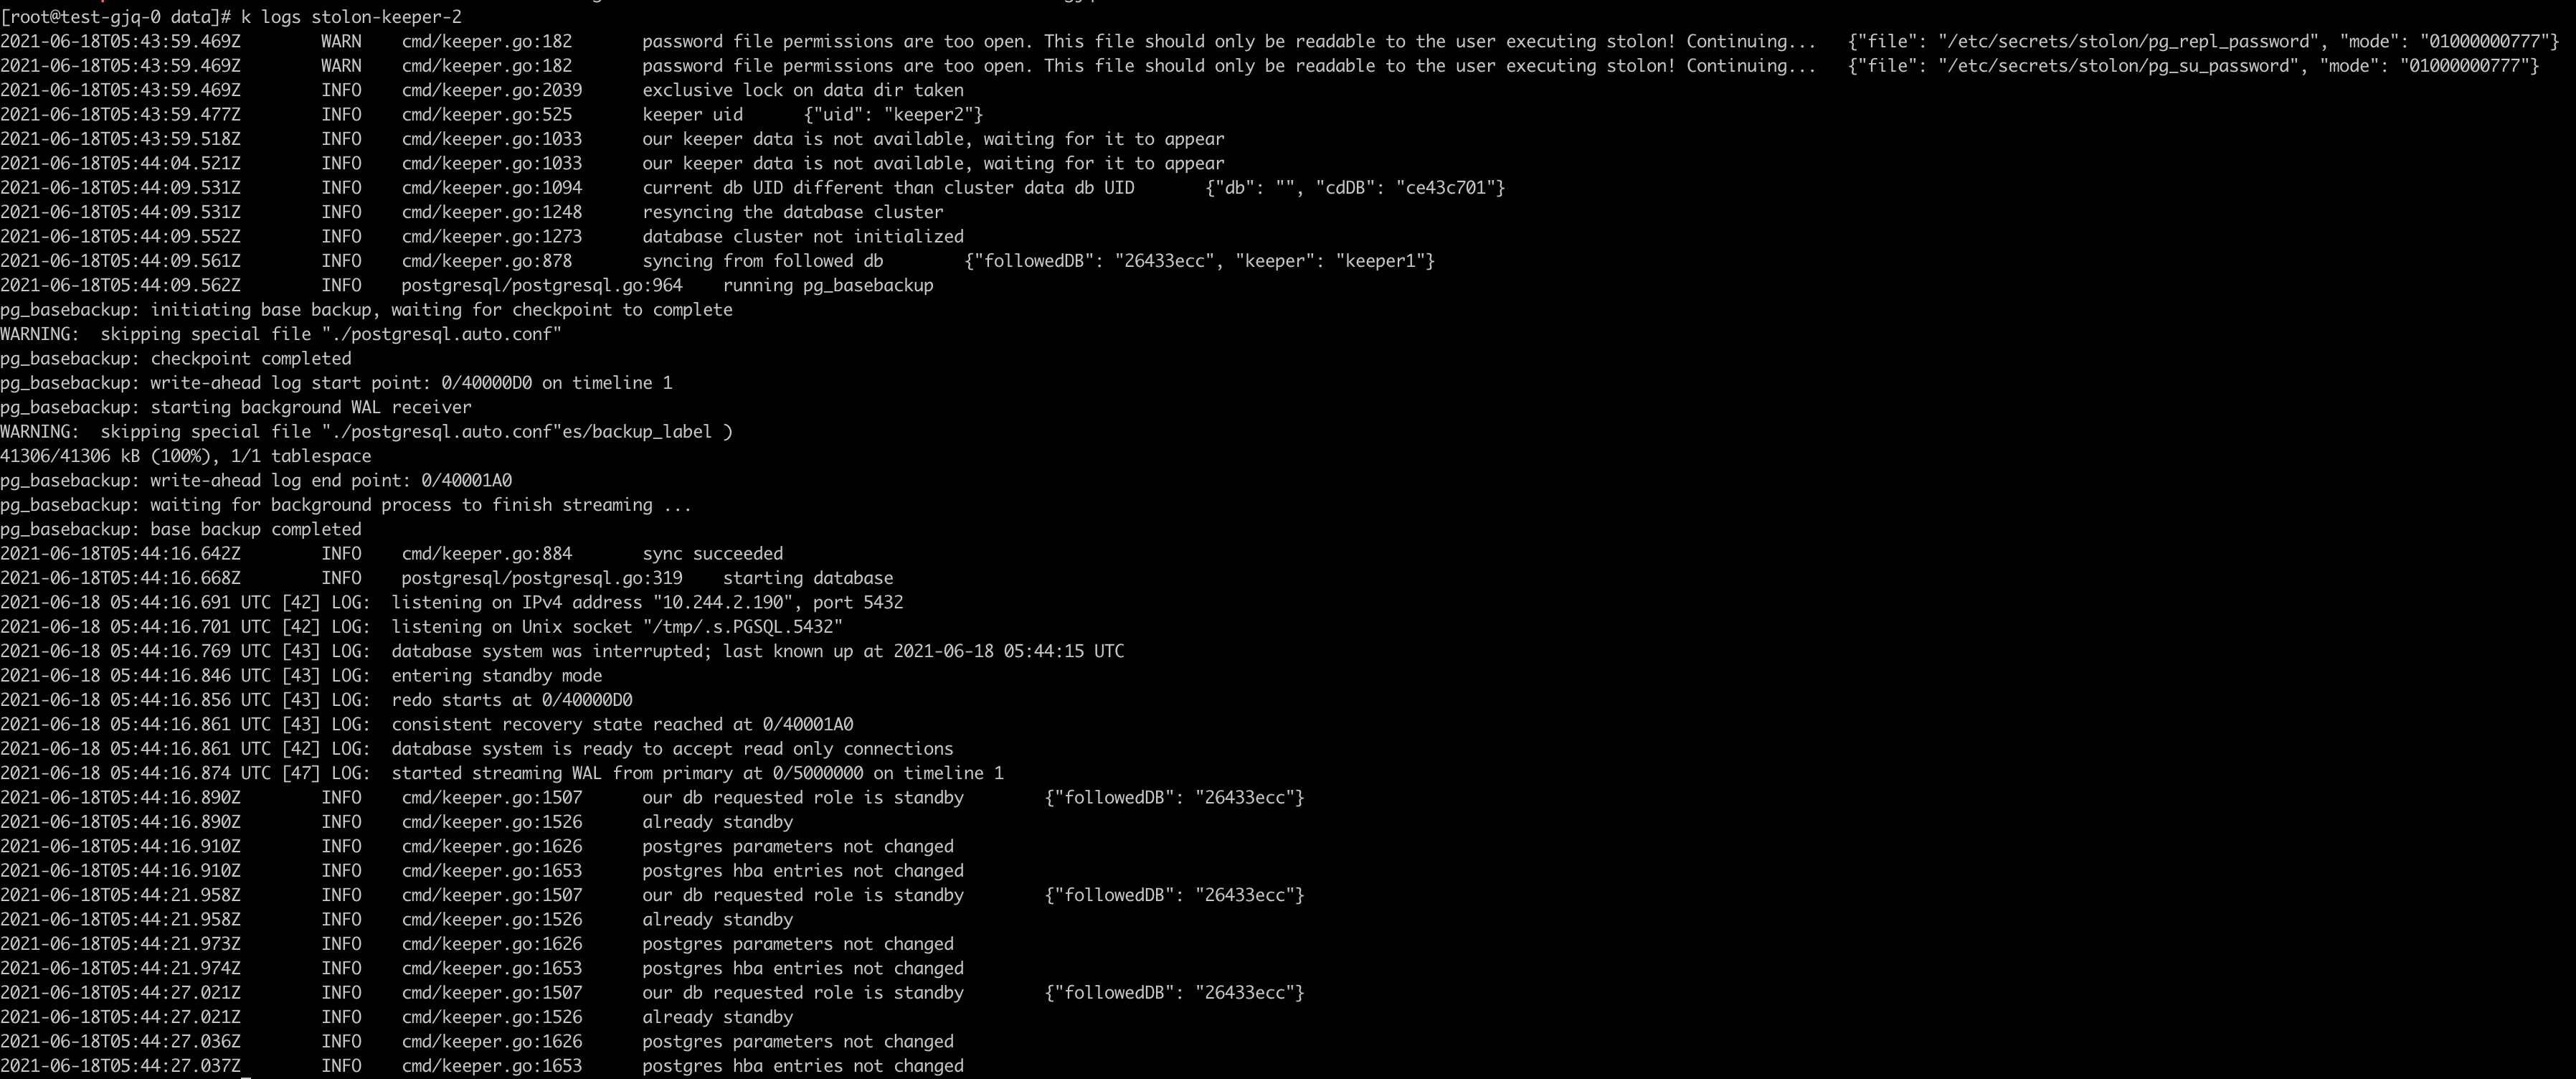 [root@test-gjq-0 data]# k logs stolon-keeper-2
2021-06-18T05:43:59.469Z WARN cmd/keeper.go:182 password file permissions are too open. This file should only be readable to the user executing stolon! Continuing... {"file": "/etc/secrets/stolon/pg_repl_password", "mode": "01000000777"}
2021-06-18T05:43:59.469Z WARN cmd/keeper.go:182 password file permissions are too open. This file should only be readable to the user executing stolon! Continuing... {"file": "/etc/secrets/stolon/pg_su_password", "mode": "01000000777"}
2021-06-18T05:43:59.469Z INFO cmd/keeper.go:2039 exclusive lock on data dir taken
2021-06-18T05:43:59.477Z INFO cmd/keeper.go:525 keeper uid {"uid": "keeper2"}
2021-06-18T05:43:59.518Z INFO cmd/keeper.go:1033 our keeper data is not available, waiting for it to appear
2021-06-18T05:44:04.521Z INFO cmd/keeper.go:1033 our keeper data is not available, waiting for it to appear
2021-06-18T05:44:09.531Z INFO cmd/keeper.go:1094 current db UID different than cluster data db UID {"db": "", "cdDB": "ce43c701"}
2021-06-18T05:44:09.531Z INFO cmd/keeper.go:1248 resyncing the database cluster
2021-06-18T05:44:09.552Z INFO cmd/keeper.go:1273 database cluster not initialized
2021-06-18T05:44:09.561Z INFO cmd/keeper.go:878 syncing from followed db {"followedDB": "26433ecc", "keeper": "keeper1"}
2021-06-18T05:44:09.562Z INFO postgresql/postgresql.go:964 running pg_basebackup
pg_basebackup: initiating base backup, waiting for checkpoint to complete
WARNING:  skipping special file "./postgresql.auto.conf"
pg_basebackup: checkpoint completed
pg_basebackup: write-ahead log start point: 0/40000D0 on timeline 1
pg_basebackup: starting background WAL receiver
WARNING:  skipping special file "./postgresql.auto.conf"es/backup_label )
41306/41306 kB (100%), 1/1 tablespace
pg_basebackup: write-ahead log end point: 0/40001A0
pg_basebackup: waiting for background process to finish streaming ...
pg_basebackup: base backup completed
2021-06-18T05:44:16.642Z INFO cmd/keeper.go:884 sync succeeded
2021-06-18T05:44:16.668Z INFO postgresql/postgresql.go:319 starting database
2021-06-18 05:44:16.691 UTC [42] LOG:  listening on IPv4 address "10.244.2.190", port 5432
2021-06-18 05:44:16.701 UTC [42] LOG:  listening on Unix socket "/tmp/.s.PGSQL.5432"
2021-06-18 05:44:16.769 UTC [43] LOG:  database system was interrupted; last known up at 2021-06-18 05:44:15 UTC
2021-06-18 05:44:16.846 UTC [43] LOG:  entering standby mode
2021-06-18 05:44:16.856 UTC [43] LOG:  redo starts at 0/40000D0
2021-06-18 05:44:16.861 UTC [43] LOG:  consistent recovery state reached at 0/40001A0
2021-06-18 05:44:16.861 UTC [42] LOG:  database system is ready to accept read only connections
2021-06-18 05:44:16.874 UTC [47] LOG:  started streaming WAL from primary at 0/5000000 on timeline 1
2021-06-18T05:44:16.890Z INFO cmd/keeper.go:1507 our db requested role is standby {"followedDB": "26433ecc"}
2021-06-18T05:44:16.890Z INFO cmd/keeper.go:1526 already standby
2021-06-18T05:44:16.910Z INFO cmd/keeper.go:1626 postgres parameters not changed
2021-06-18T05:44:16.910Z INFO cmd/keeper.go:1653 postgres hba entries not changed
2021-06-18T05:44:21.958Z INFO cmd/keeper.go:1507 our db requested role is standby {"followedDB": "26433ecc"}
2021-06-18T05:44:21.958Z INFO cmd/keeper.go:1526 already standby
2021-06-18T05:44:21.973Z INFO cmd/keeper.go:1626 postgres parameters not changed
2021-06-18T05:44:21.974Z INFO cmd/keeper.go:1653 postgres hba entries not changed
2021-06-18T05:44:27.021Z INFO cmd/keeper.go:1507 our db requested role is standby {"followedDB": "26433ecc"}
2021-06-18T05:44:27.021Z INFO cmd/keeper.go:1526 already standby
2021-06-18T05:44:27.036Z INFO cmd/keeper.go:1626 postgres parameters not changed
2021-06-18T05:44:27.037Z INFO cmd/keeper.go:1653 postgres hba entries not changed